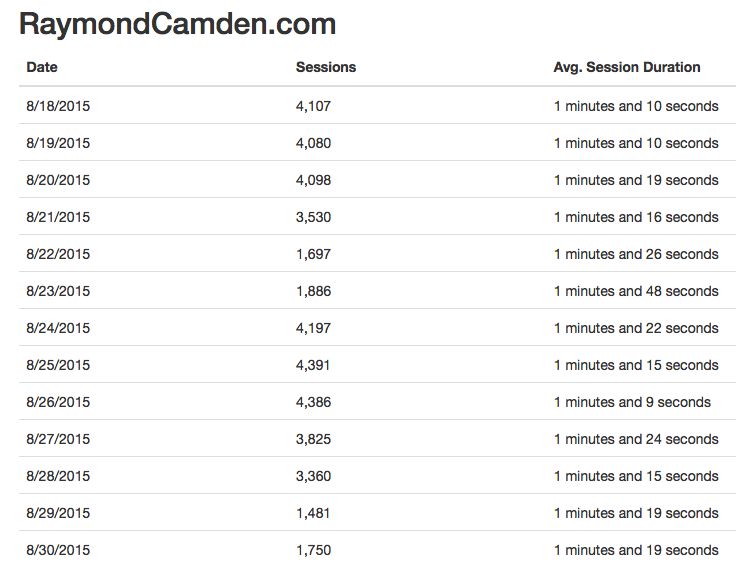 RaymondCamden.com
Date Sessions Avg. Session Duration
8/18/2015 4,107 1 minutes and 10 seconds
8/19/2015 4,080 1 minutes and 10 seconds
8/20/2015 4,098 1 minutes and 19 seconds
8/21/2015 3,530 1 minutes and 16 seconds
8/22/2015 1,697 1 minutes and 26 seconds
8/23/2015 1,886 1 minutes and 48 seconds
8/24/2015 4,197 1 minutes and 22 seconds
8/25/2015 4,391 1 minutes and 15 seconds
8/26/2015 4,386 1 minutes and 9 seconds
8/27/2015 3,825 1 minutes and 24 seconds
8/28/2015 3,360 1 minutes and 15 seconds
8/29/2015 1,481 1 minutes and 19 seconds
8/30/2015 1,750 1 minutes and 19 seconds